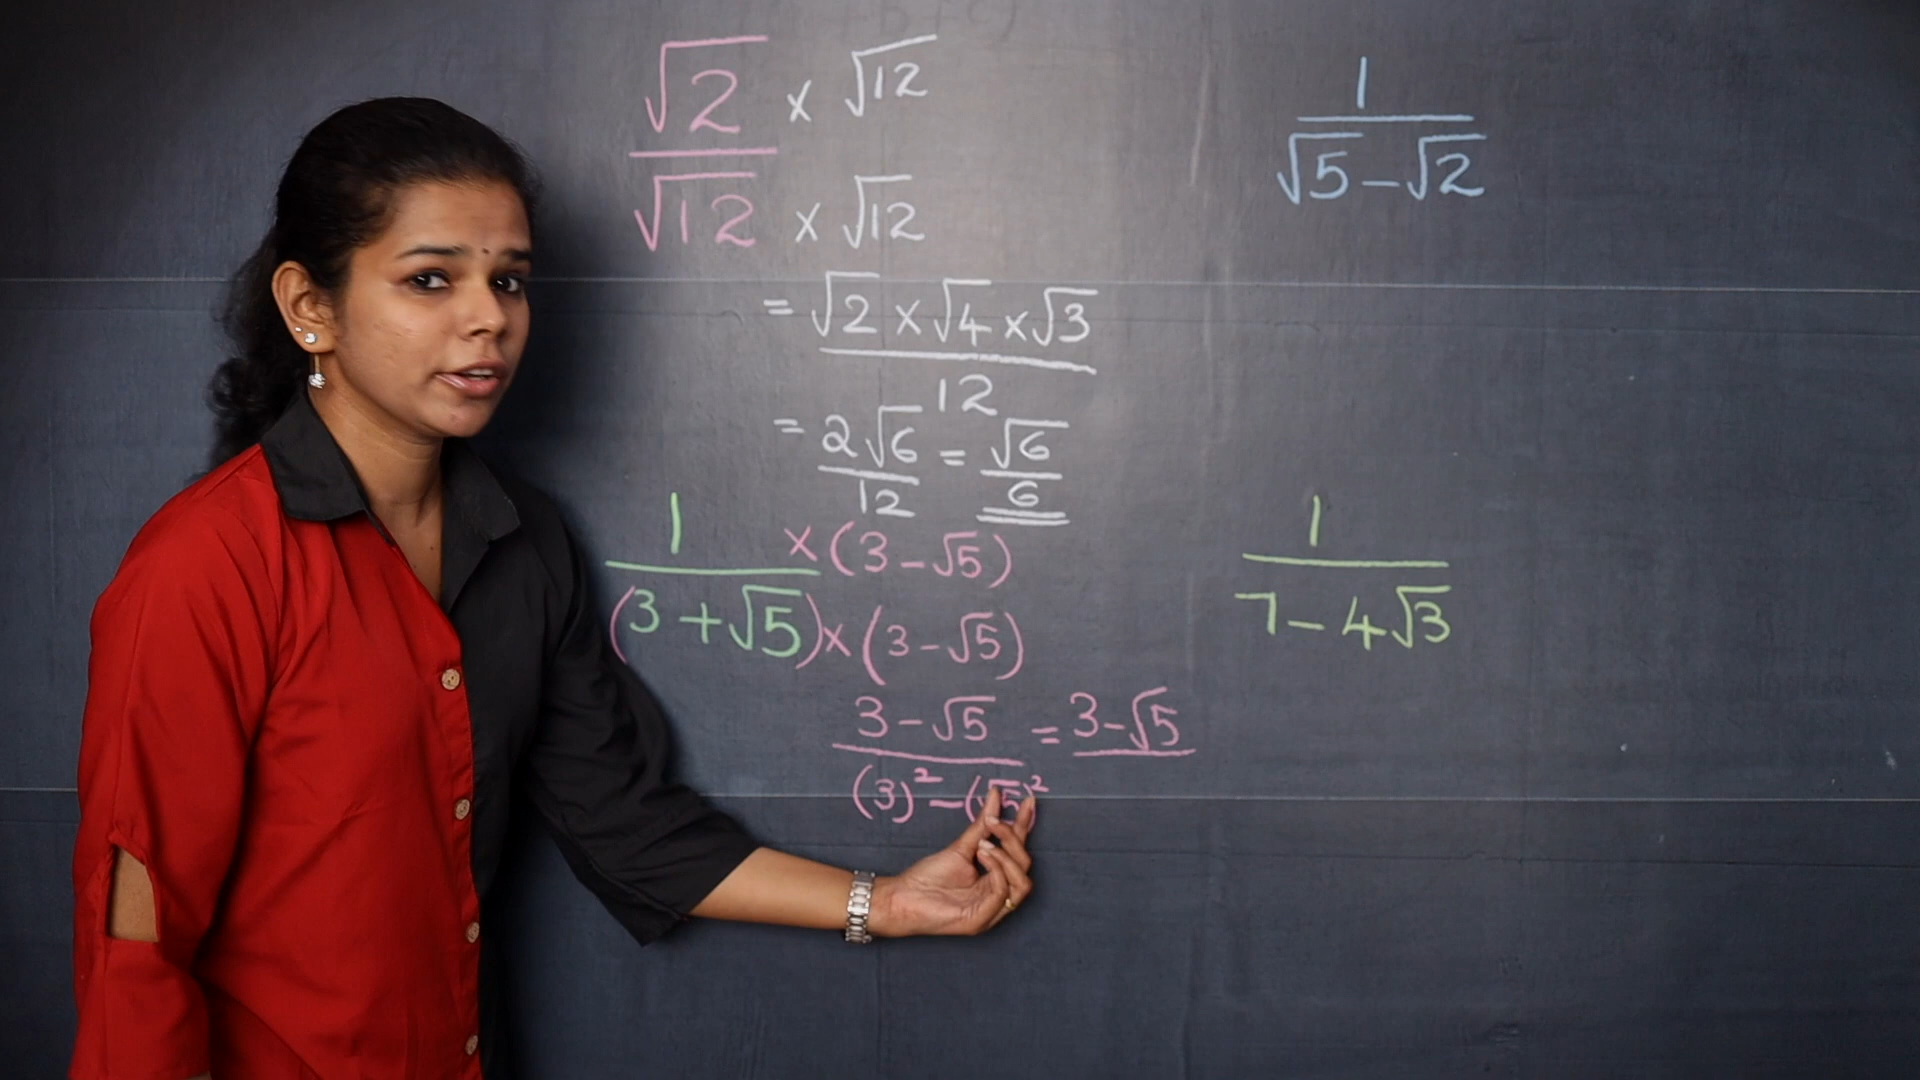 √2 × √12
√12 × √12
= √2 × √4 × √3
12
= 2√6 = √6
12 6
1 × (3 - √5)
(3 + √5) × (3 - √5)
3 - √5 = 3 - √5
(3)² - (√5)²
1
√5 - √2
1
7 - 4√3